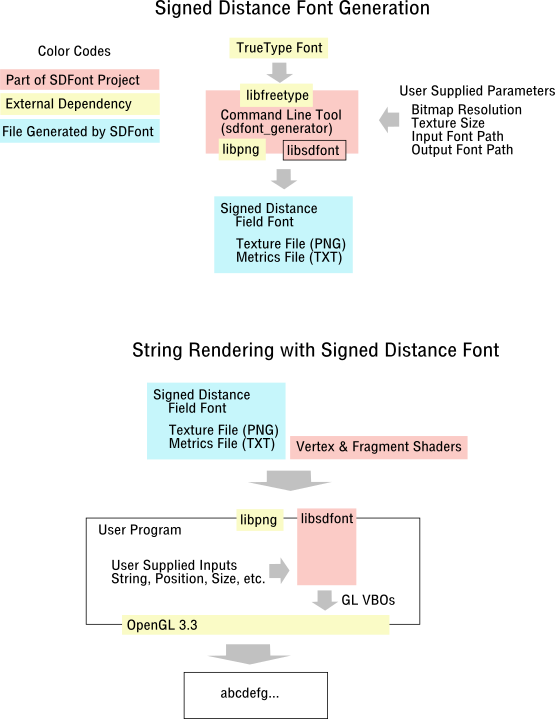 Signed Distance Font Generation
Color Codes
Part of SDFont Project
External Dependency
File Generated by SDFont
TrueType Font
libfreetype
Command Line Tool
(sdfont_generator)
libpng
libsdfont
User Supplied Parameters
Bitmap Resolution
Texture Size
Input Font Path
Output Font Path
Signed Distance
Field Font
Texture File (PNG)
Metrics File (TXT)
String Rendering with Signed Distance Font
Signed Distance
Field Font
Texture File (PNG)
Metrics File (TXT)
Vertex & Fragment Shaders
libpng
libsdfont
User Program
User Supplied Inputs
String, Position, Size, etc.
GL VBOs
OpenGL 3.3
abcdefg...